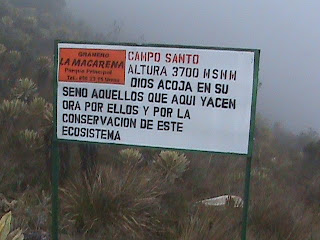 GRANERO
LA MACARENA
Parque Principal
CAMPO SANTO
ALTURA 3700 MSNM
DIOS ACOJA EN SU
SENO AQUELLOS QUE AQUI YACEN
ORA POR ELLOS Y POR LA
CONSERVACION DE ESTE
ECOSISTEMA